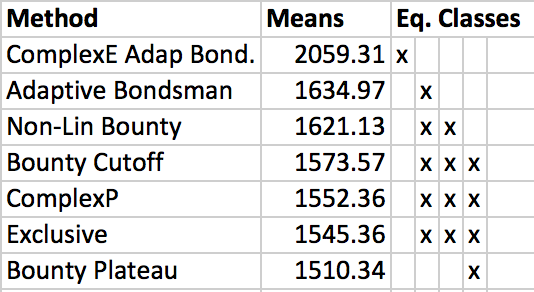 Method Means Eq. Classes
ComplexE Adap Bond. 2059.31 x
Adaptive Bondsman 1634.97 x
Non-Lin Bounty 1621.13 x x
Bounty Cutoff 1573.57 x x x
ComplexP 1552.36 x x x
Exclusive 1545.36 x x x
Bounty Plateau 1510.34 x